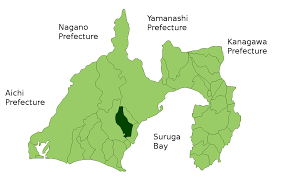 Nagano
Prefecture
Yamanashi
Prefecture
Kanagawa
Prefecture
Aichi
Prefecture
Suruga
Bay